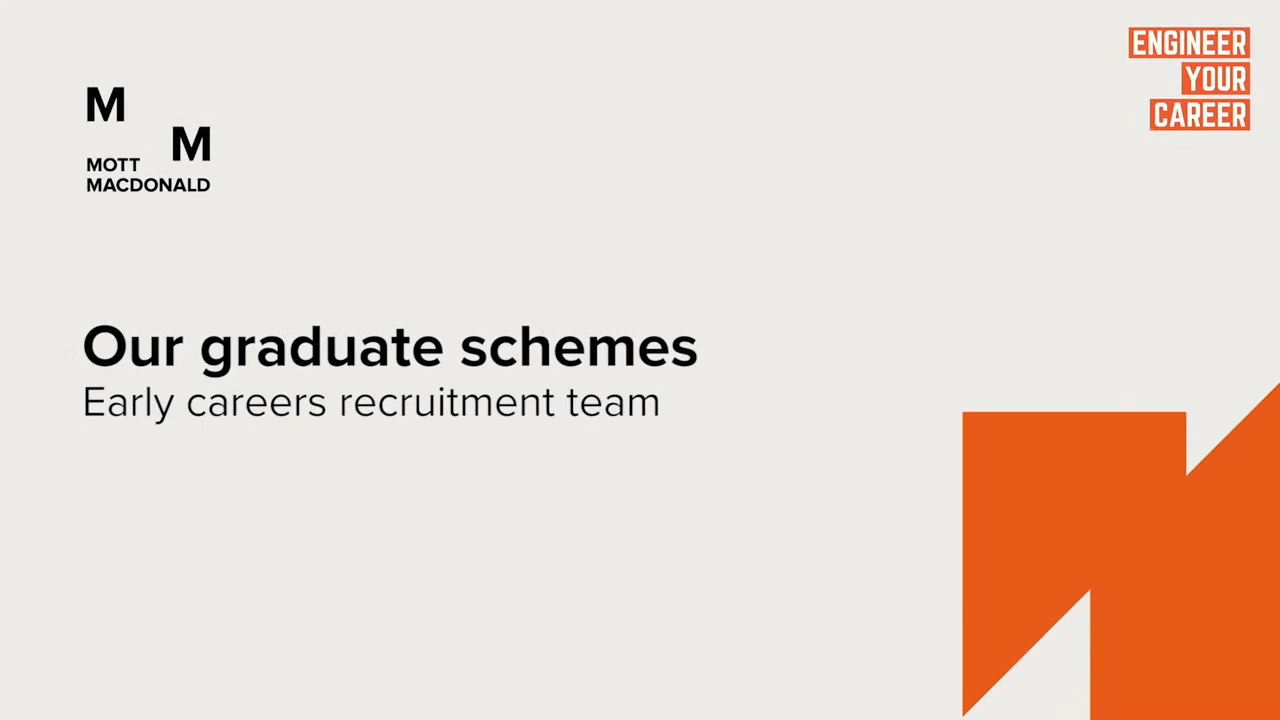 M
M
MOTT
MACDONALD
ENGINEER
YOUR
CAREER
Our graduate schemes
Early careers recruitment team